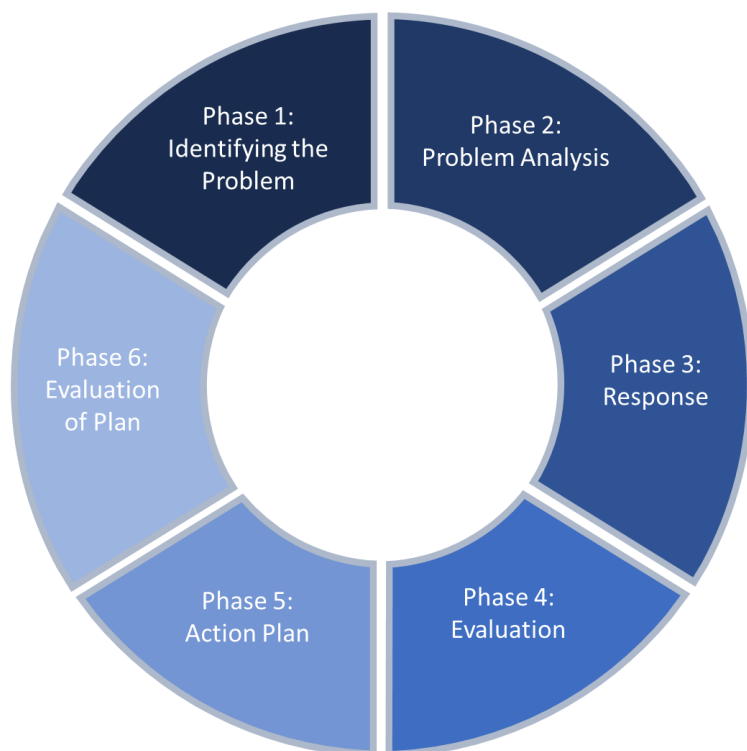 Phase 1:
Identifying the
Problem
Phase 2:
Problem Analysis
Phase 3:
Response
Phase 4:
Evaluation
Phase 5:
Action Plan
Phase 6:
Evaluation
of Plan